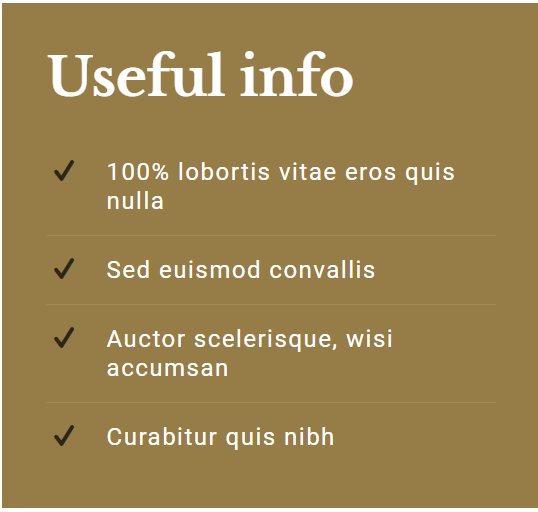 Useful info
100% lobortis vitae eros quis
nulla
Sed euismod convallis
Auctor scelerisque, wisi
accumsan
Curabitur quis nibh